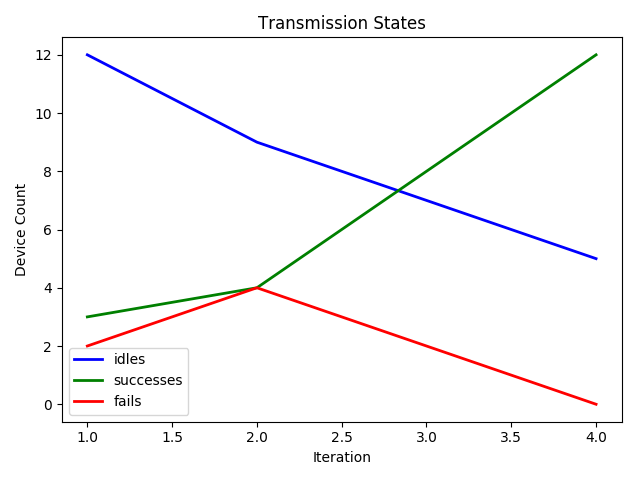 Transmission States
Device Count
12
10
8
6
4
2
0
idles
successes
fails
1.0 1.5 2.0 2.5 3.0 3.5 4.0
Iteration